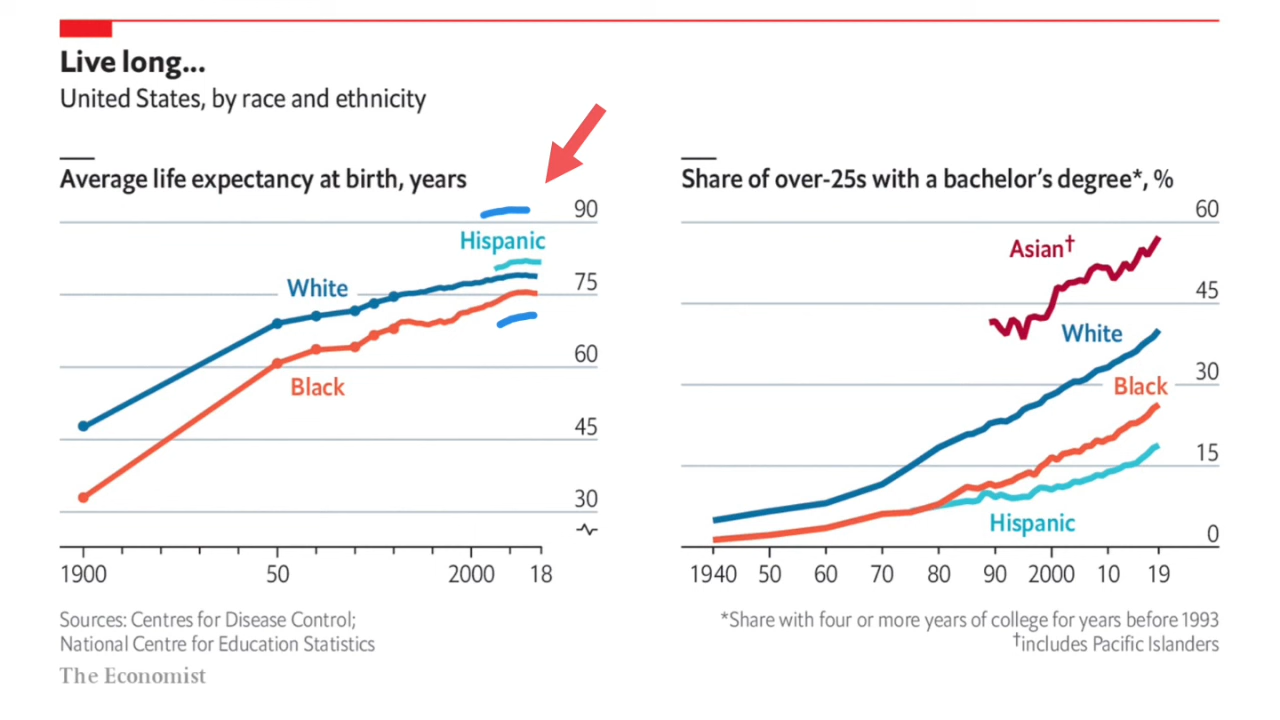 Live long...
United States, by race and ethnicity
Average life expectancy at birth, years
90
Hispanic
White
75
60
Black
45
30
1900
50
2000
18
Share of over-25s with a bachelor's degree*, %
60
Asian†
45
White
30
Black
15
Hispanic
0
1940
50
60
70
80
90
2000
10
19
Sources: Centres for Disease Control;
National Centre for Education Statistics
The Economist
*Share with four or more years of college for years before 1993
†includes Pacific Islanders